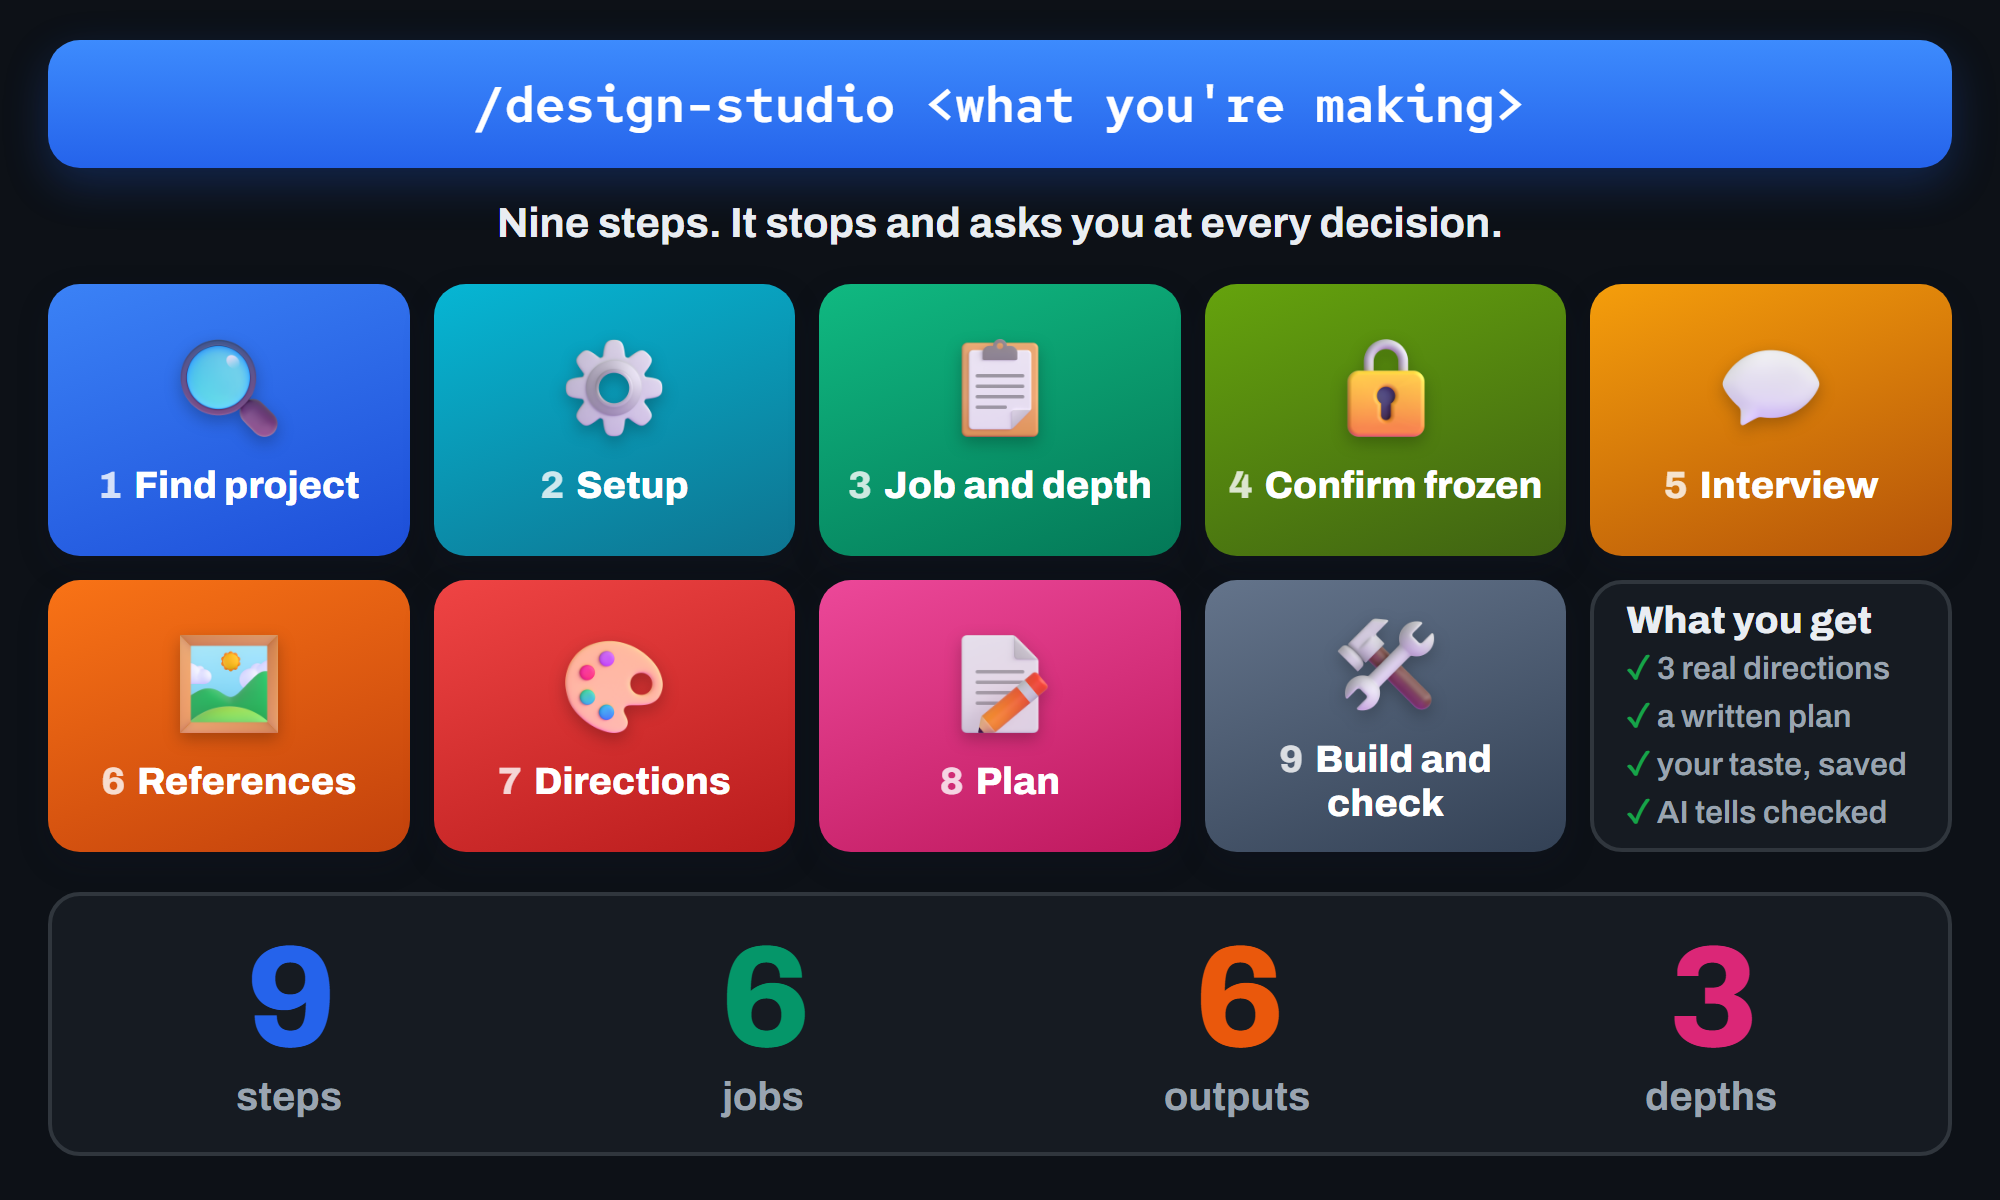 /design-studio <what you're making>
Nine steps. It stops and asks you at every decision.
1 Find project
2 Setup
3 Job and depth
4 Confirm frozen
5 Interview
6 References
7 Directions
8 Plan
9 Build and
check
What you get
✓ 3 real directions
✓ a written plan
✓ your taste, saved
✓ AI tells checked
9
steps
6
jobs
6
outputs
3
depths